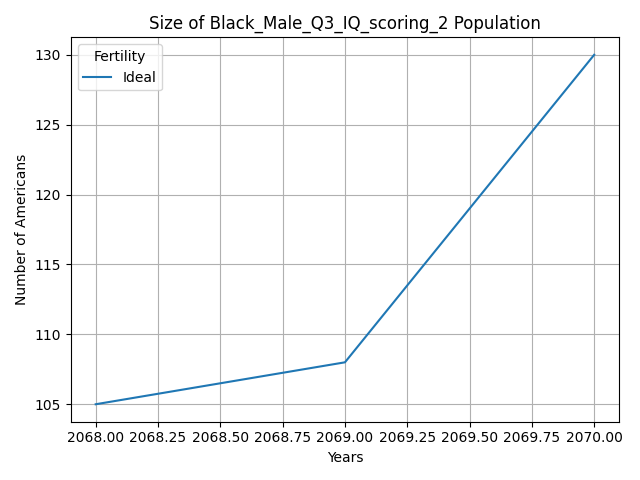 Size of Black_Male_Q3_IQ_scoring_2 Population
Fertility
Ideal
130
125
120
115
110
105
Number of Americans
2068.00 2068.25 2068.50 2068.75 2069.00 2069.25 2069.50 2069.75 2070.00
Years